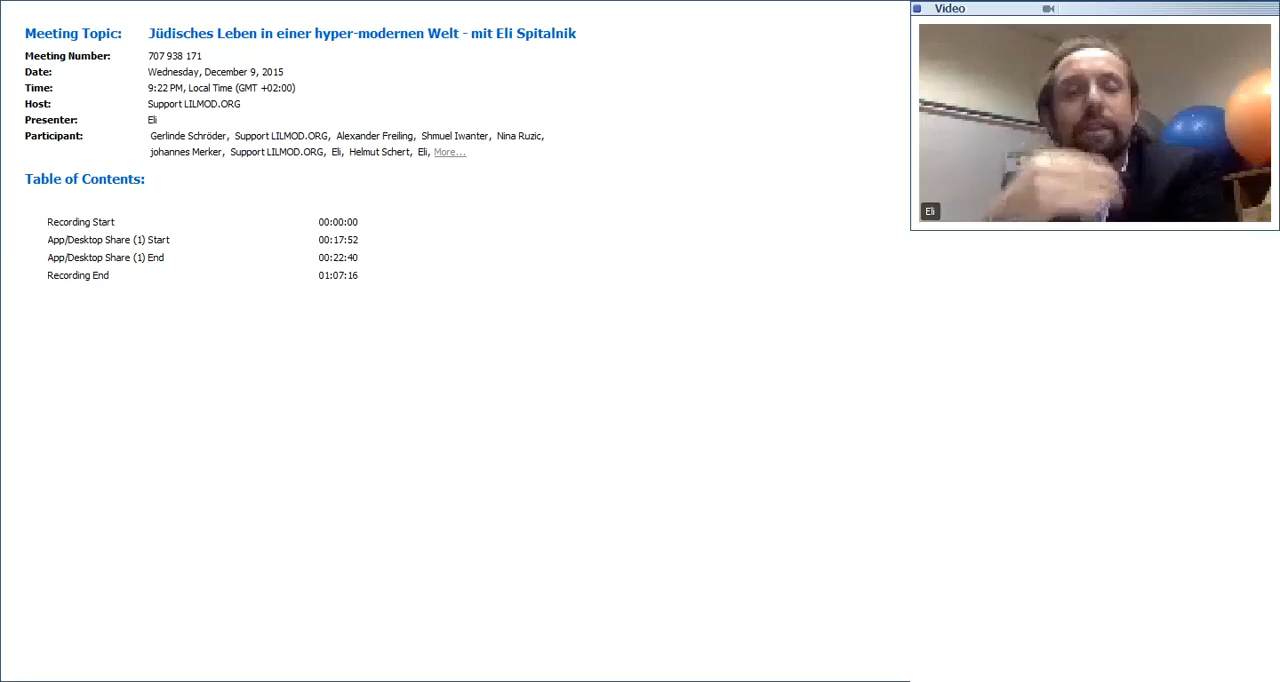 Meeting Topic: Jüdisches Leben in einer hyper-modernen Welt - mit Eli Spitalnik
Meeting Number: 707 938 171
Date: Wednesday, December 9, 2015
Time: 9:22 PM, Local Time (GMT +02:00)
Host: Support LILMOD.ORG
Presenter: Eli
Participant: Gerlinde Schröder, Support LILMOD.ORG, Alexander Freiling, Shmuel Iwanter, Nina Ruzic,
johannes Merker, Support LILMOD.ORG, Eli, Helmut Schert, Eli, More...
Table of Contents:
Recording Start 00:00:00
App/Desktop Share (1) Start 00:17:52
App/Desktop Share (1) End 00:22:40
Recording End 01:07:16
Video
Eli